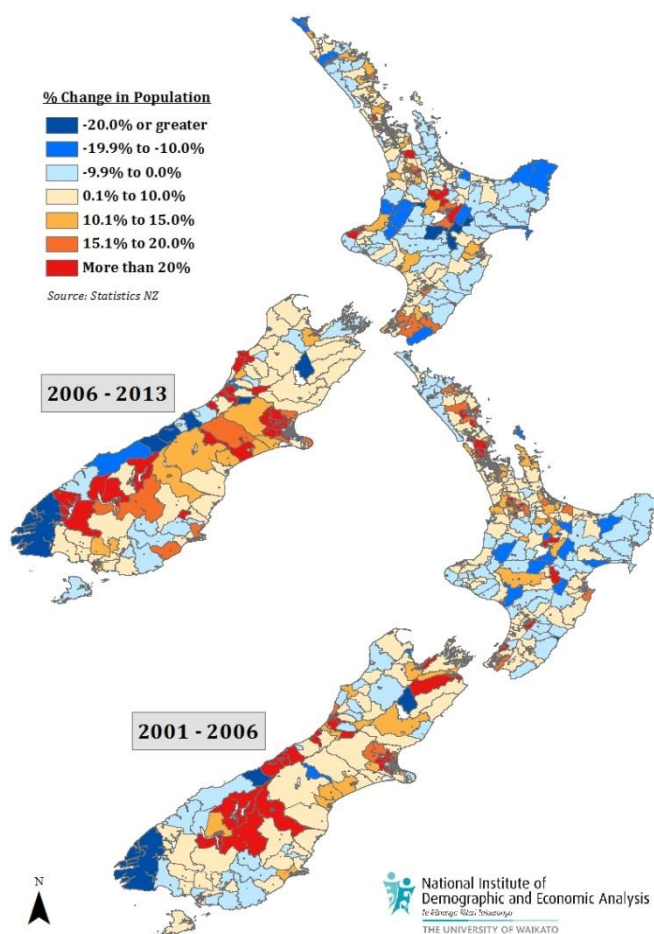 % Change in Population
-20.0% or greater
-19.9% to -10.0%
-9.9% to 0.0%
0.1% to 10.0%
10.1% to 15.0%
15.1% to 20.0%
More than 20%
Source: Statistics NZ
2006 - 2013
2001 - 2006
N
National Institute of
Demographic and Economic Analysis
THE UNIVERSITY OF WAIKATO